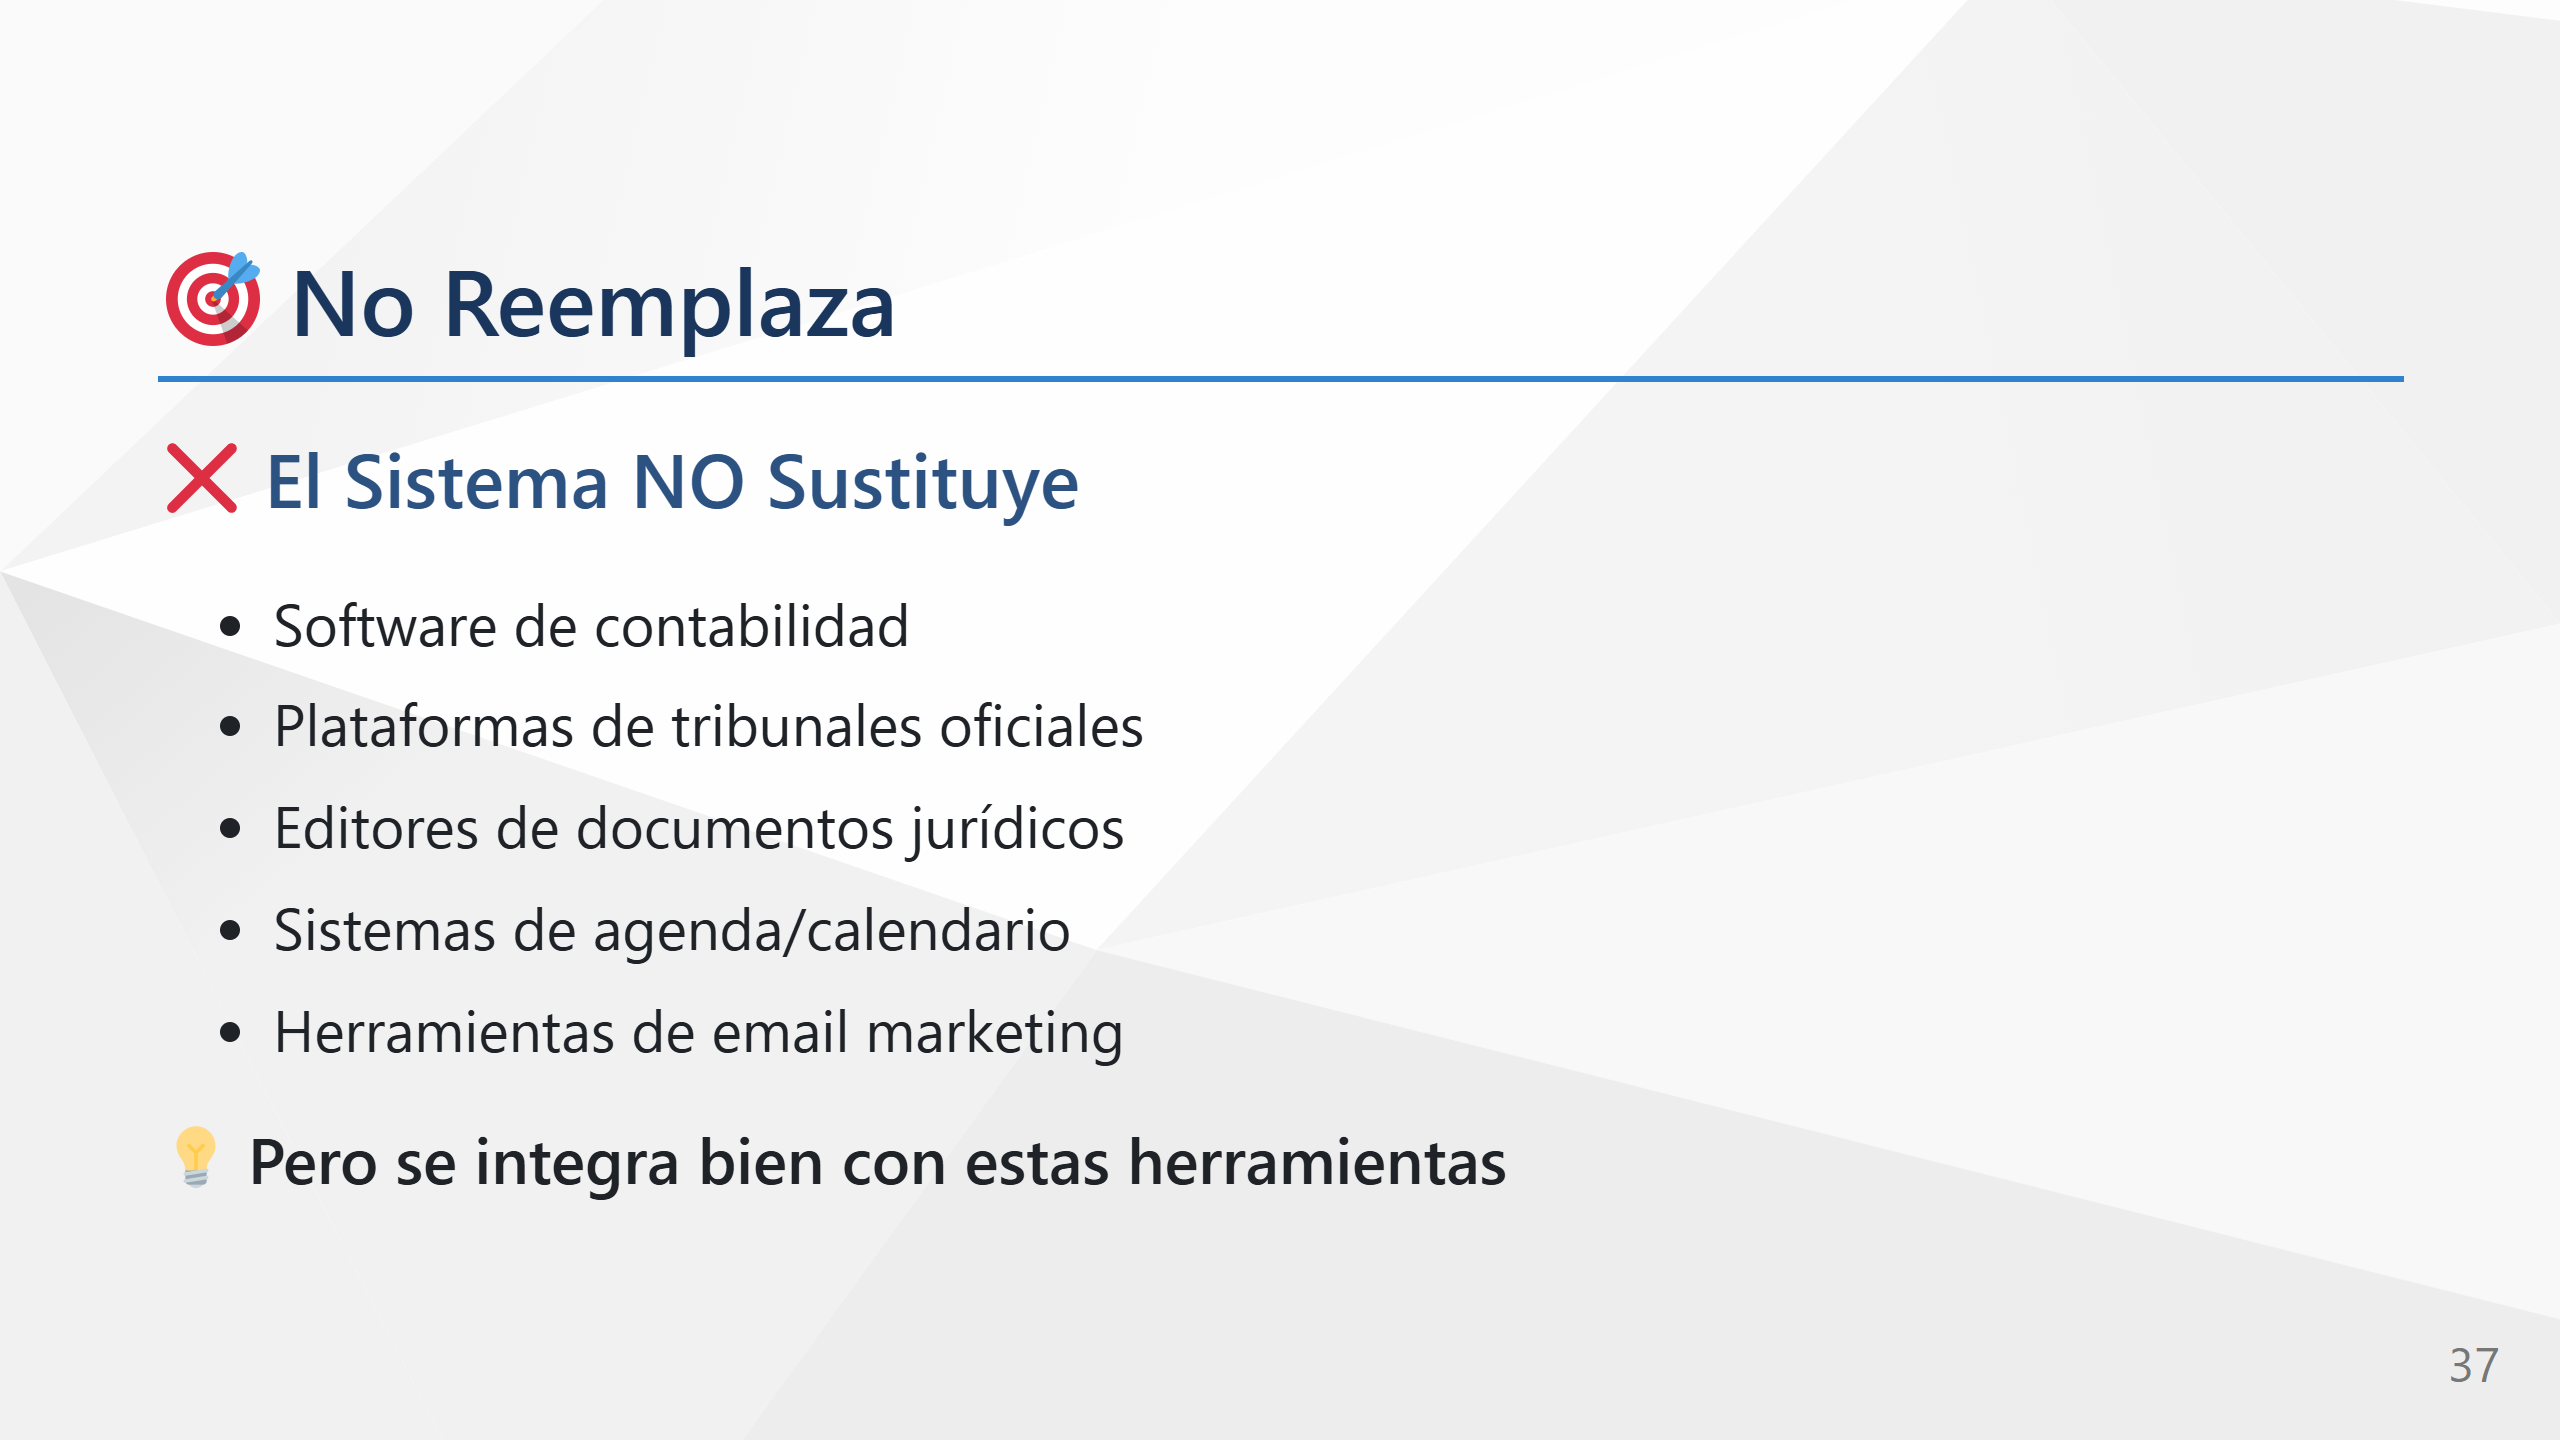 🎯 No Reemplaza
❌ El Sistema NO Sustituye
• Software de contabilidad
• Plataformas de tribunales oficiales
• Editores de documentos jurídicos
• Sistemas de agenda/calendario
• Herramientas de email marketing
💡 Pero se integra bien con estas herramientas
37